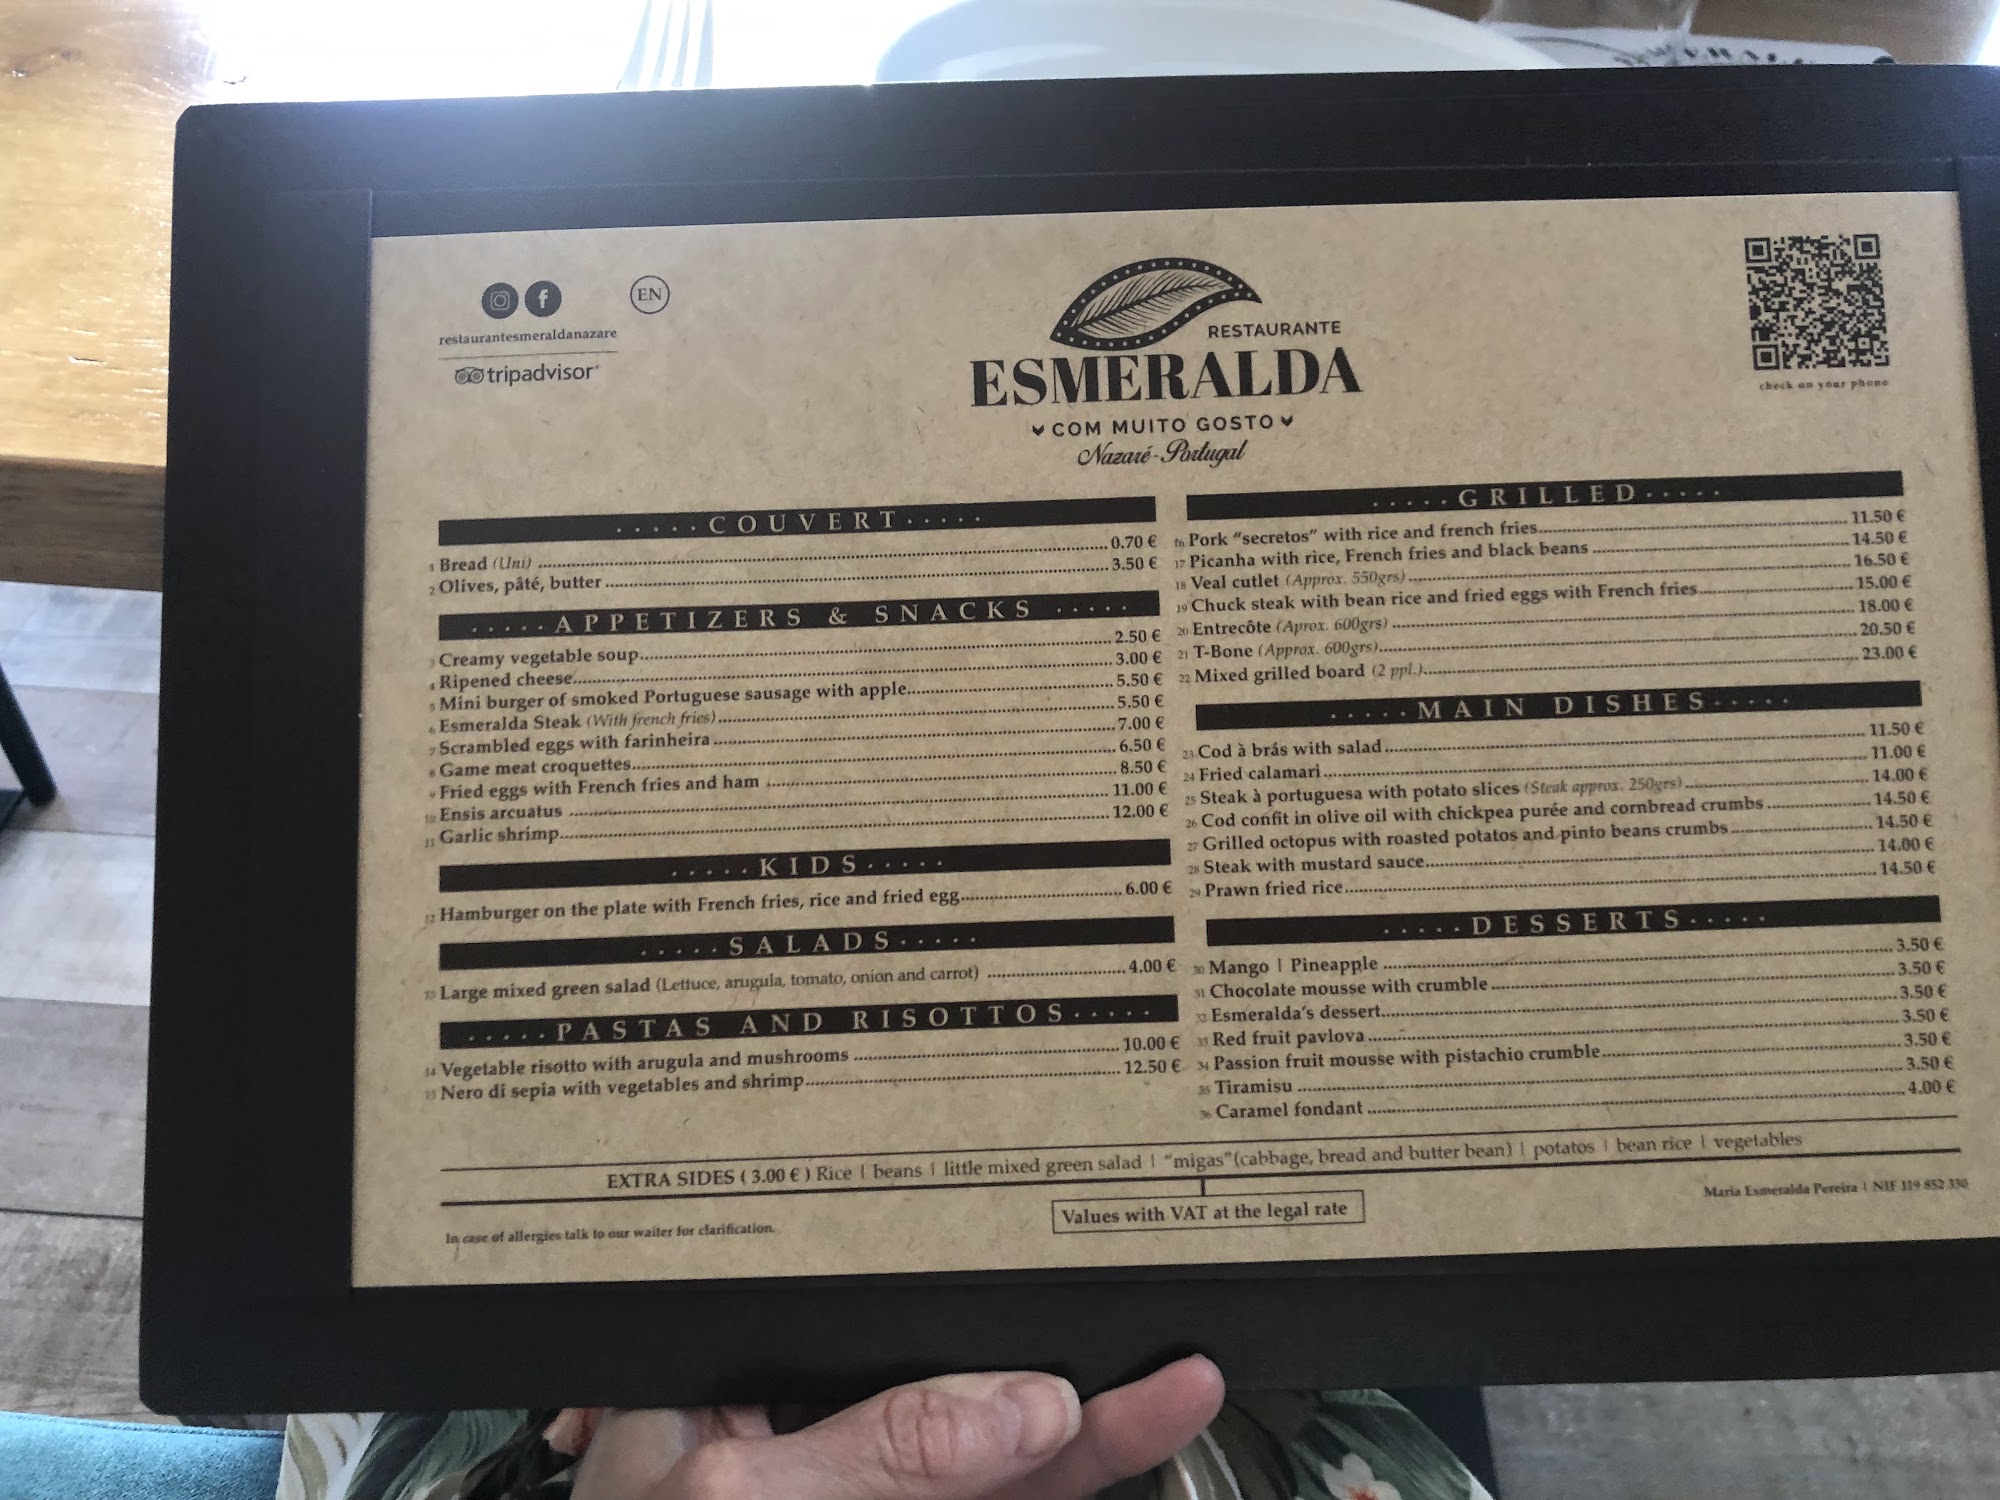 EN
restaurantesmeraldanazare
tripadvisor
RESTAURANTE
ESMERALDA
COM MUITO GOSTO
Nazaré - Portugal
check on your phone
COUVERT
1 Bread (Uni) 0.70 €
2 Olives, pâté, butter 3.50 €
APPETIZERS & SNACKS
3 Creamy vegetable soup 2.50 €
4 Ripened cheese 3.00 €
5 Mini burger of smoked Portuguese sausage with apple 5.50 €
6 Esmeralda Steak (With french fries) 5.50 €
7 Scrambled eggs with farinheira 7.00 €
8 Game meat croquettes 6.50 €
9 Fried eggs with French fries and ham 8.50 €
10 Ensis arcuatus 11.00 €
11 Garlic shrimp 12.00 €
KIDS
12 Hamburger on the plate with French fries, rice and fried egg 6.00 €
SALADS
13 Large mixed green salad (Lettuce, arugula, tomato, onion and carrot) 4.00 €
PASTAS AND RISOTTOS
14 Vegetable risotto with arugula and mushrooms 10.00 €
15 Nero di sepia with vegetables and shrimp 12.50 €
GRILLED
16 Pork "secretos" with rice and french fries 11.50 €
17 Picanha with rice, French fries and black beans 14.50 €
18 Veal cutlet (Approx. 550grs) 16.50 €
19 Chuck steak with bean rice and fried eggs with French fries 15.00 €
20 Entrecôte (Aprox. 600grs) 18.00 €
21 T-Bone (Approx. 600grs) 20.50 €
22 Mixed grilled board (2 ppl.) 23.00 €
MAIN DISHES
23 Cod à brás with salad 11.50 €
24 Fried calamari 11.00 €
25 Steak à portuguesa with potato slices (Steak approx. 250grs) 14.00 €
26 Cod confit in olive oil with chickpea purée and cornbread crumbs 14.50 €
27 Grilled octopus with roasted potatos and pinto beans crumbs 14.50 €
28 Steak with mustard sauce 14.00 €
29 Prawn fried rice 14.50 €
DESSERTS
30 Mango | Pineapple 3.50 €
31 Chocolate mousse with crumble 3.50 €
32 Esmeralda's dessert 3.50 €
33 Red fruit pavlova 3.50 €
34 Passion fruit mousse with pistachio crumble 3.50 €
35 Tiramisu 3.50 €
36 Caramel fondant 4.00 €
EXTRA SIDES ( 3.00 € ) Rice | beans | little mixed green salad | "migas"(cabbage, bread and butter bean) | potatos | bean rice | vegetables
Values with VAT at the legal rate
Maria Esmeralda Pereira | NIF 119 852 330
In case of allergies talk to our waiter for clarification.